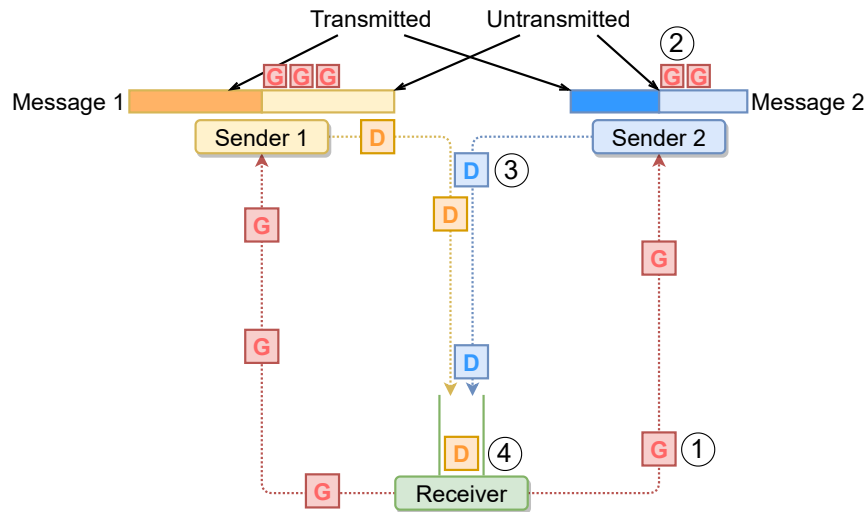 Transmitted Untransmitted
2
G G G G G
Message 1 Message 2
Sender 1 D Sender 2
D 3
G D
G
G D
D 4 G 1
G Receiver